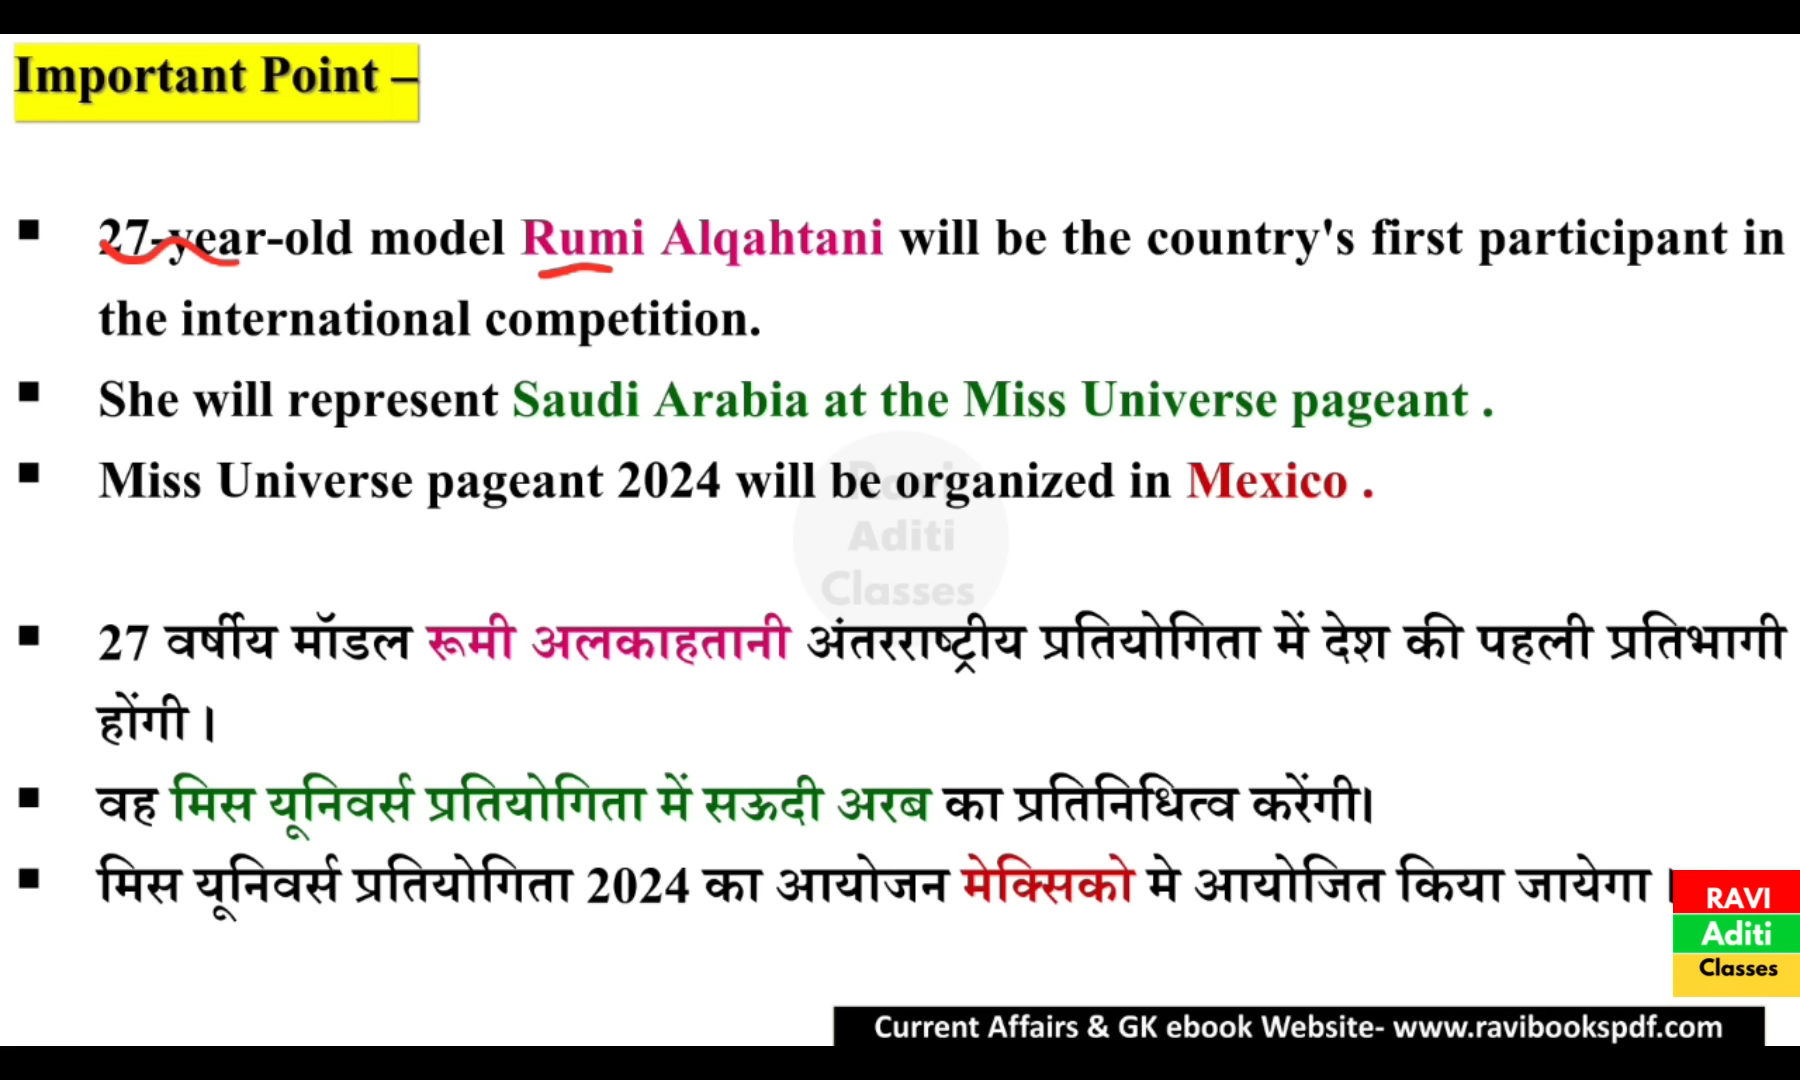 Important Point –
▪ 27-year-old model Rumi Alqahtani will be the country's first participant in
the international competition.
▪ She will represent Saudi Arabia at the Miss Universe pageant .
▪ Miss Universe pageant 2024 will be organized in Mexico .
Ravi
Aditi
Classes
▪ 27 वर्षीय मॉडल रूमी अलकाहतानी अंतरराष्ट्रीय प्रतियोगिता में देश की पहली प्रतिभागी
होंगी ।
▪ वह मिस यूनिवर्स प्रतियोगिता में सऊदी अरब का प्रतिनिधित्व करेंगी।
▪ मिस यूनिवर्स प्रतियोगिता 2024 का आयोजन मेक्सिको मे आयोजित किया जायेगा ।
RAVI
Aditi
Classes
Current Affairs & GK ebook Website- www.ravibookspdf.com